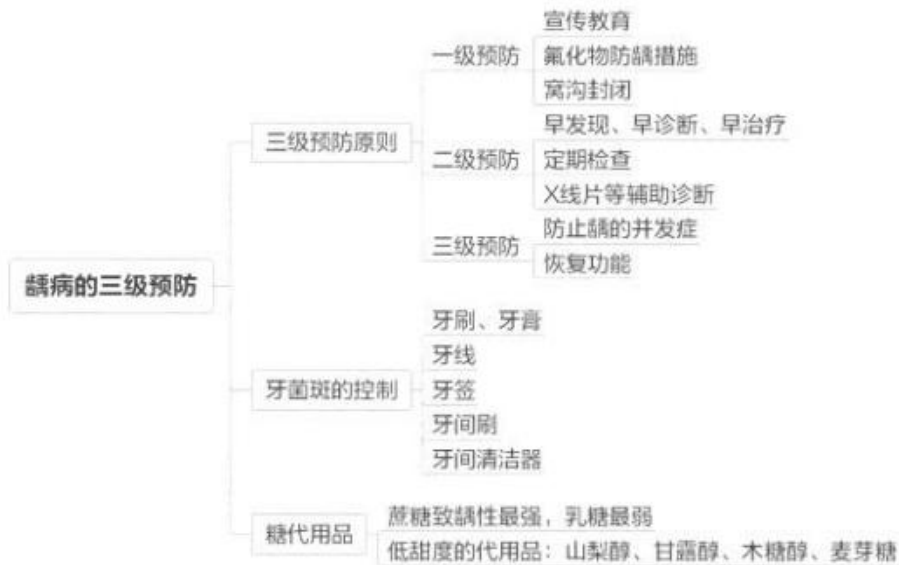 龋病的三级预防
三级预防原则
一级预防
宣传教育
氟化物防龋措施
窝沟封闭
二级预防
早发现、早诊断、早治疗
定期检查
X线片等辅助诊断
三级预防
防止龋的并发症
恢复功能
牙菌斑的控制
牙刷、牙膏
牙线
牙签
牙间刷
牙间清洁器
糖代用品
蔗糖致龋性最强，乳糖最弱
低甜度的代用品：山梨醇、甘露醇、木糖醇、麦芽糖